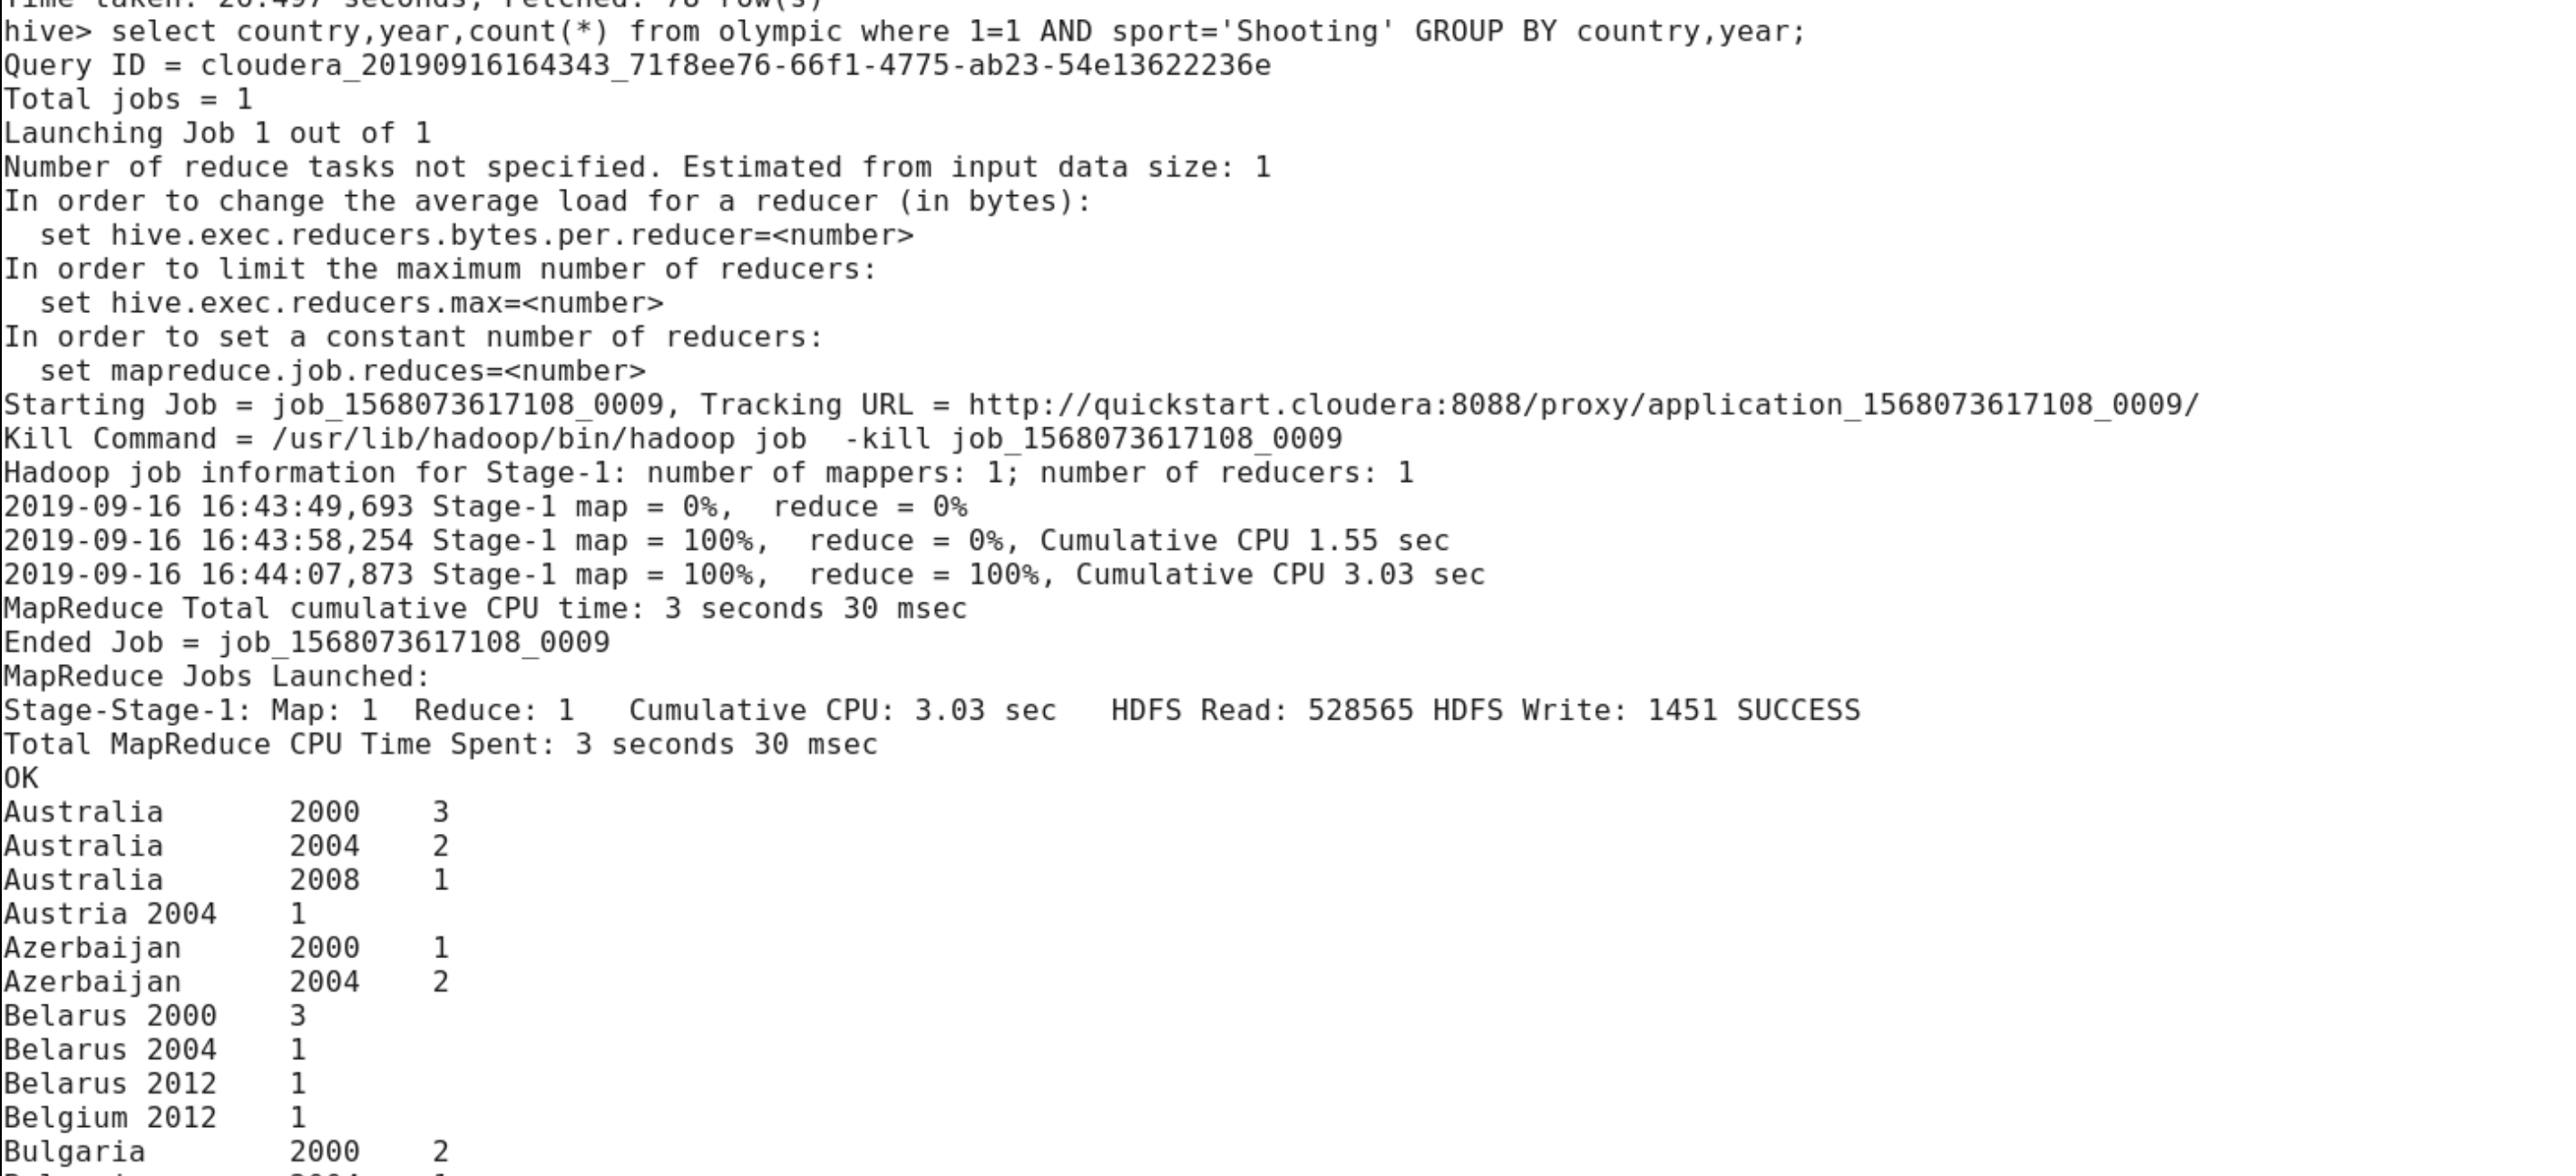 Time taken: 20.497 seconds, Fetched: 78 row(s)
hive> select country,year,count(*) from olympic where 1=1 AND sport='Shooting' GROUP BY country,year;
Query ID = cloudera_20190916164343_71f8ee76-66f1-4775-ab23-54e13622236e
Total jobs = 1
Launching Job 1 out of 1
Number of reduce tasks not specified. Estimated from input data size: 1
In order to change the average load for a reducer (in bytes):
  set hive.exec.reducers.bytes.per.reducer=<number>
In order to limit the maximum number of reducers:
  set hive.exec.reducers.max=<number>
In order to set a constant number of reducers:
  set mapreduce.job.reduces=<number>
Starting Job = job_1568073617108_0009, Tracking URL = http://quickstart.cloudera:8088/proxy/application_1568073617108_0009/
Kill Command = /usr/lib/hadoop/bin/hadoop job  -kill job_1568073617108_0009
Hadoop job information for Stage-1: number of mappers: 1; number of reducers: 1
2019-09-16 16:43:49,693 Stage-1 map = 0%,  reduce = 0%
2019-09-16 16:43:58,254 Stage-1 map = 100%,  reduce = 0%, Cumulative CPU 1.55 sec
2019-09-16 16:44:07,873 Stage-1 map = 100%,  reduce = 100%, Cumulative CPU 3.03 sec
MapReduce Total cumulative CPU time: 3 seconds 30 msec
Ended Job = job_1568073617108_0009
MapReduce Jobs Launched:
Stage-Stage-1: Map: 1  Reduce: 1   Cumulative CPU: 3.03 sec   HDFS Read: 528565 HDFS Write: 1451 SUCCESS
Total MapReduce CPU Time Spent: 3 seconds 30 msec
OK
Australia	2000	3
Australia	2004	2
Australia	2008	1
Austria	2004	1
Azerbaijan	2000	1
Azerbaijan	2004	2
Belarus	2000	3
Belarus	2004	1
Belarus	2012	1
Belgium	2012	1
Bulgaria	2000	2